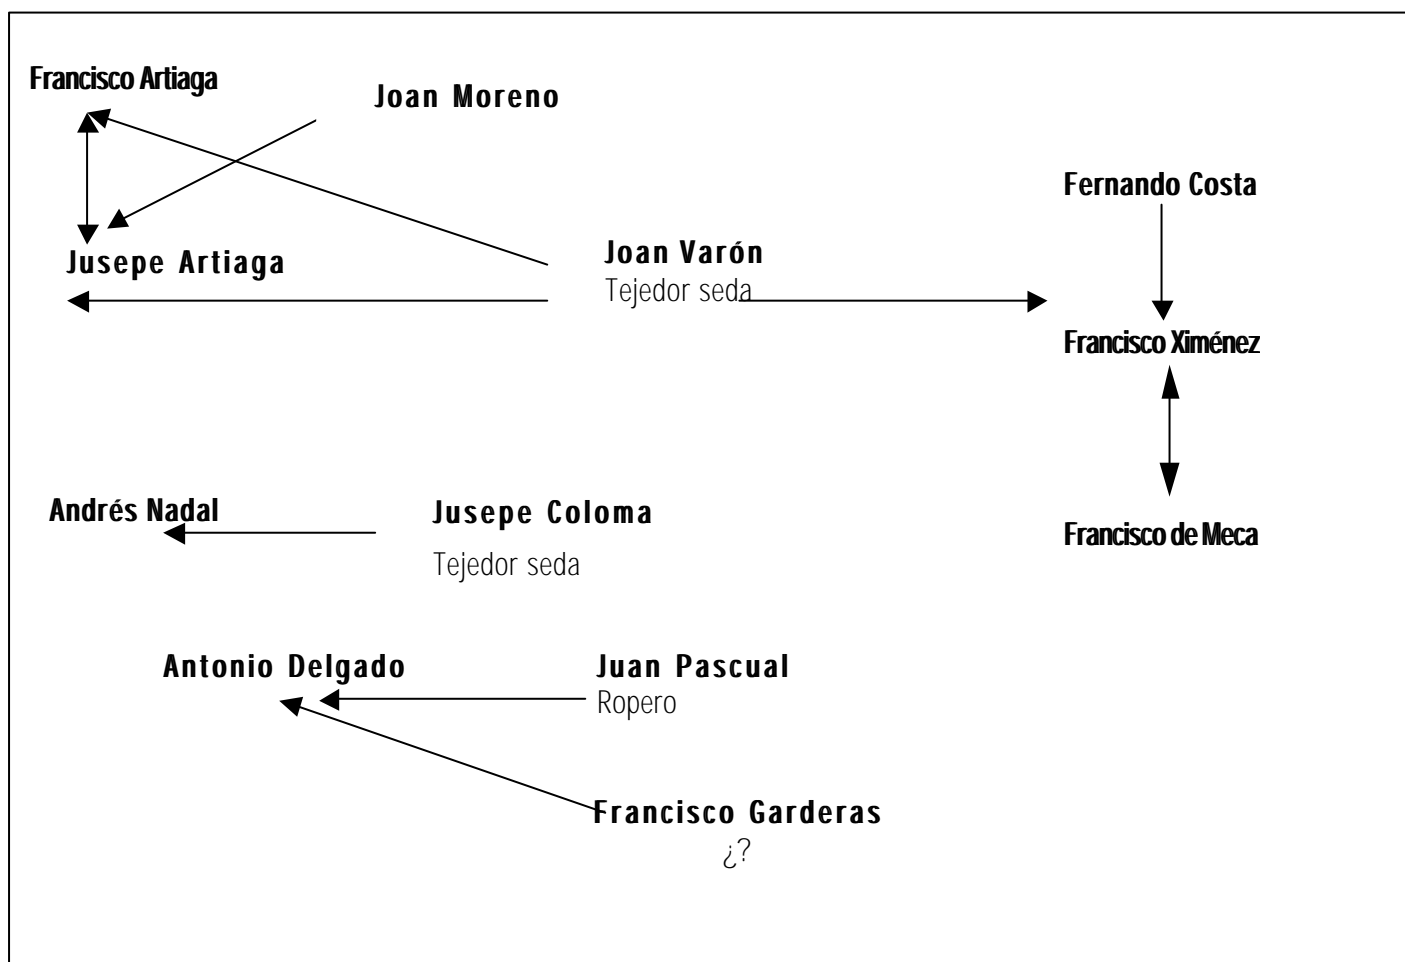 Francisco Artiaga
Joan Moreno
Fernando Costa
Jusepe Artiaga
Joan Varón
Tejedor seda
Francisco Ximénez
Andrés Nadal
Jusepe Coloma
Tejedor seda
Francisco de Meca
Antonio Delgado
Juan Pascual
Ropero
Francisco Garderas
¿?